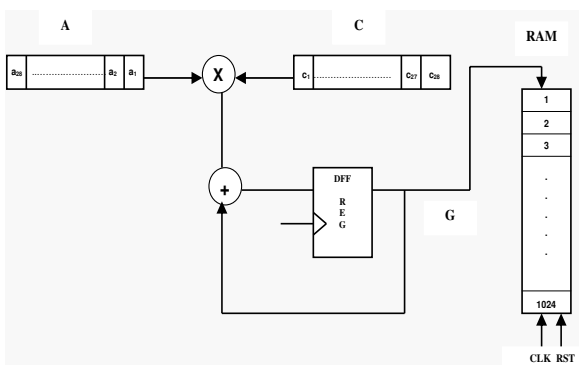 A
C
RAM
a28 ........................ a2 a1
X
c1 ........................ c27 c28
1
2
3
.
.
.
.
.
1024
+
DFF
R
E
G
G
CLK RST